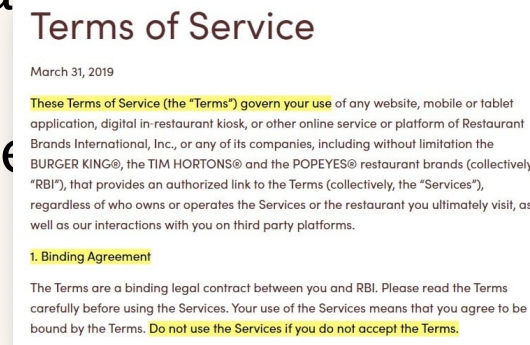 Terms of Service
March 31, 2019
These Terms of Service (the “Terms”) govern your use of any website, mobile or tablet
application, digital in-restaurant kiosk, or other online service or platform of Restaurant
Brands International, Inc., or any of its companies, including without limitation the
BURGER KING®, the TIM HORTONS® and the POPEYES® restaurant brands (collectively
“RBI”), that provides an authorized link to the Terms (collectively, the “Services”),
regardless of who owns or operates the Services or the restaurant you ultimately visit, as
well as our interactions with you on third party platforms.
1. Binding Agreement
The Terms are a binding legal contract between you and RBI. Please read the Terms
carefully before using the Services. Your use of the Services means that you agree to be
bound by the Terms. Do not use the Services if you do not accept the Terms.